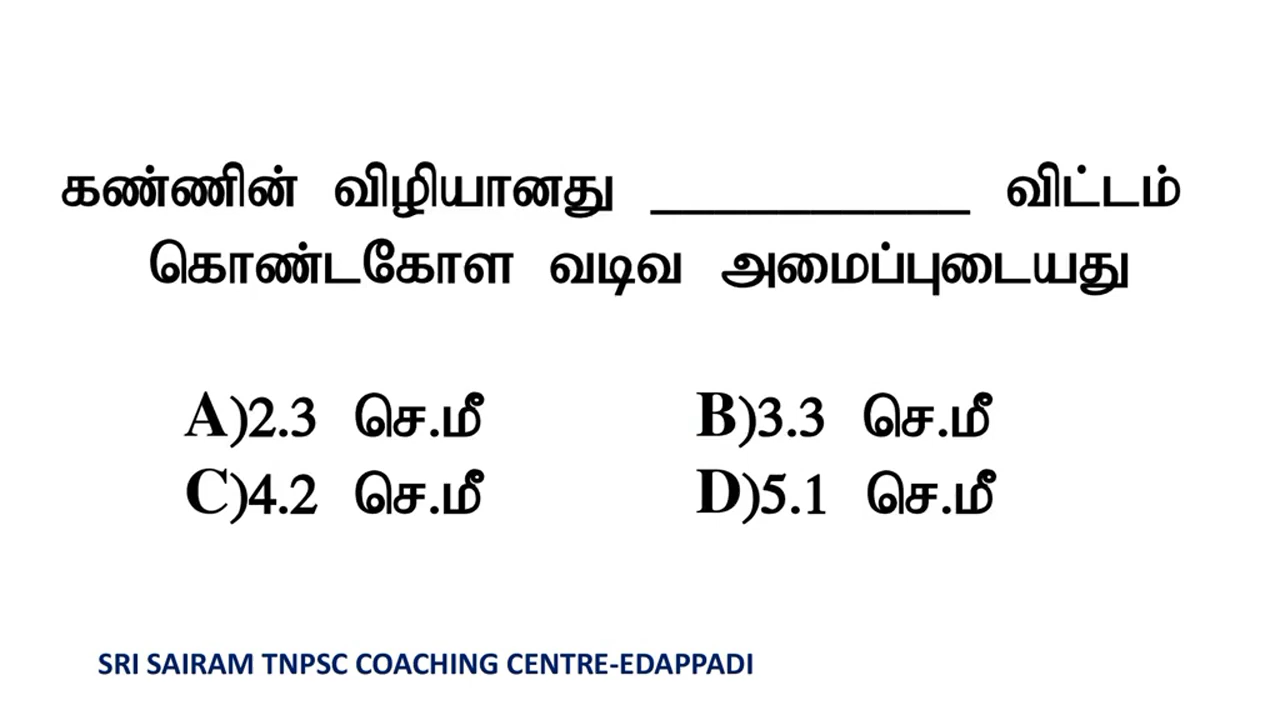 கண்ணின் விழியானது __________ விட்டம்
கொண்டகோள வடிவ அமைப்புடையது
A)2.3 செ.மீ B)3.3 செ.மீ
C)4.2 செ.மீ D)5.1 செ.மீ
SRI SAIRAM TNPSC COACHING CENTRE-EDAPPADI